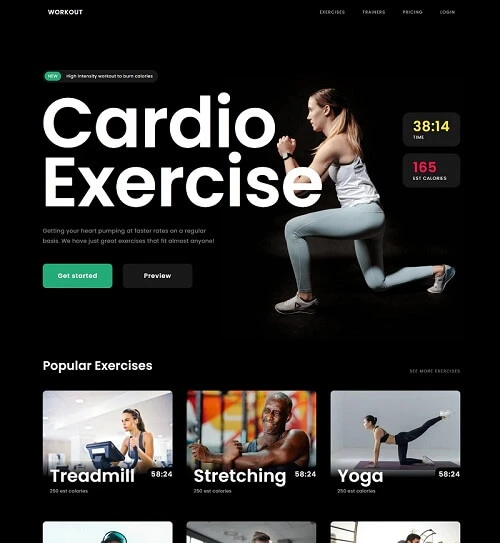 WORKOUT
EXERCISES TRAINERS PRICING LOGIN
NEW High intensity workout to burn calories
Cardio
Exercise
38:14
TIME
165
EST CALORIES
Getting your heart pumping at faster rates on a regular
basis. We have just great exercises that fit almost anyone!
Get started Preview
Popular Exercises
SEE MORE EXERCISES
Treadmill 58:24
250 est calories
Stretching 58:24
250 est calories
Yoga 58:24
250 est calories